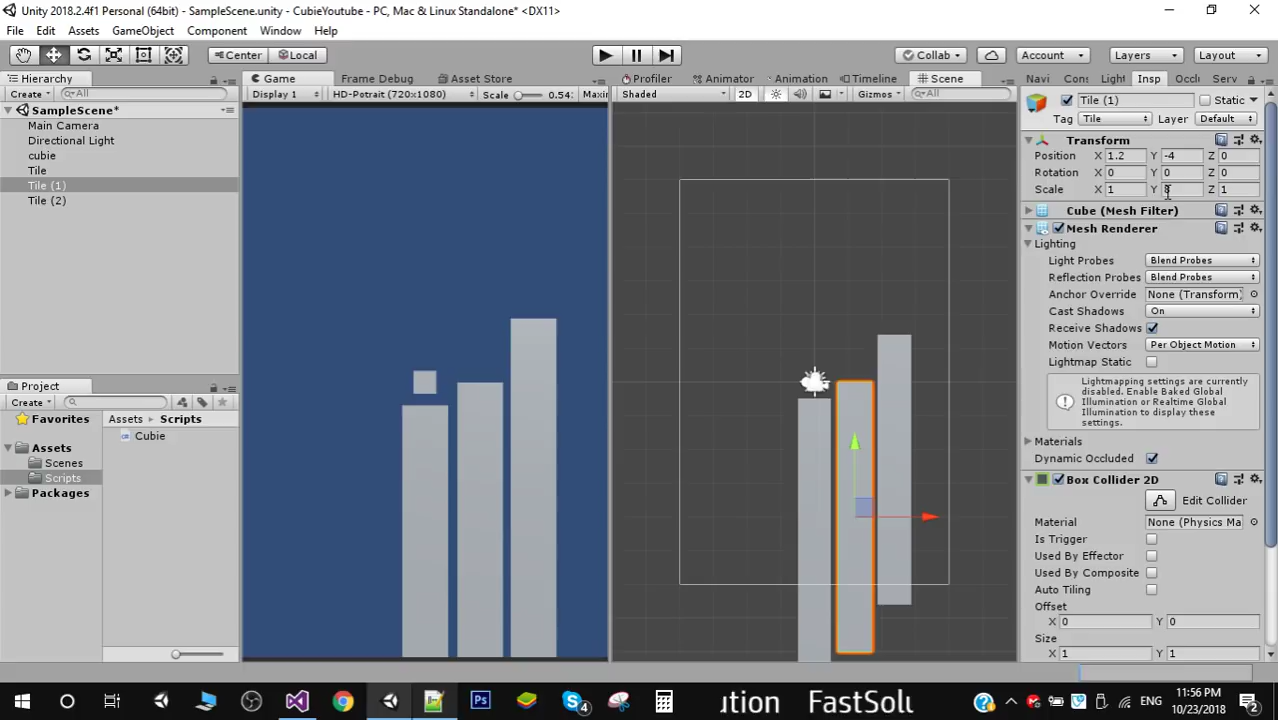 Unity 2018.2.4f1 Personal (64bit) - SampleScene.unity - CubieYoutube - PC, Mac & Linux Standalone* <DX11>
File Edit Assets GameObject Component Window Help
Center Local Collab Account Layers Layout
Hierarchy Game Frame Debug Asset Store Profiler Animator Animation Timeline Scene Navi Con: Light Insp Occlu Serv
Create All Display 1 HD-Potrait (720x1080) Scale 0.54: Maxin Shaded 2D Gizmos All Tile (1) Static
SampleScene* Tag Tile Layer Default
Main Camera
Directional Light Transform
cubie Position X 1.2 Y -4 Z 0
Tile Rotation X 0 Y 0 Z 0
Tile (1) Scale X 1 Y 8 Z 1
Tile (2) Cube (Mesh Filter)
Mesh Renderer
Lighting
Light Probes Blend Probes
Reflection Probes Blend Probes
Anchor Override None (Transform)
Cast Shadows On
Receive Shadows
Motion Vectors Per Object Motion
Lightmap Static
Lightmapping settings are currently
disabled. Enable Baked Global
Illumination or Realtime Global
Illumination to display these
settings.
Project
Create
Favorites Assets Scripts
Cubie
Assets Materials
Scenes Dynamic Occluded
Scripts Box Collider 2D
Packages Edit Collider
Material None (Physics Ma
Is Trigger
Used By Effector
Used By Composite
Auto Tiling
Offset
X 0 Y 0
Size
X 1 Y 1
ution FastSolu ENG 11:56 PM
10/23/2018